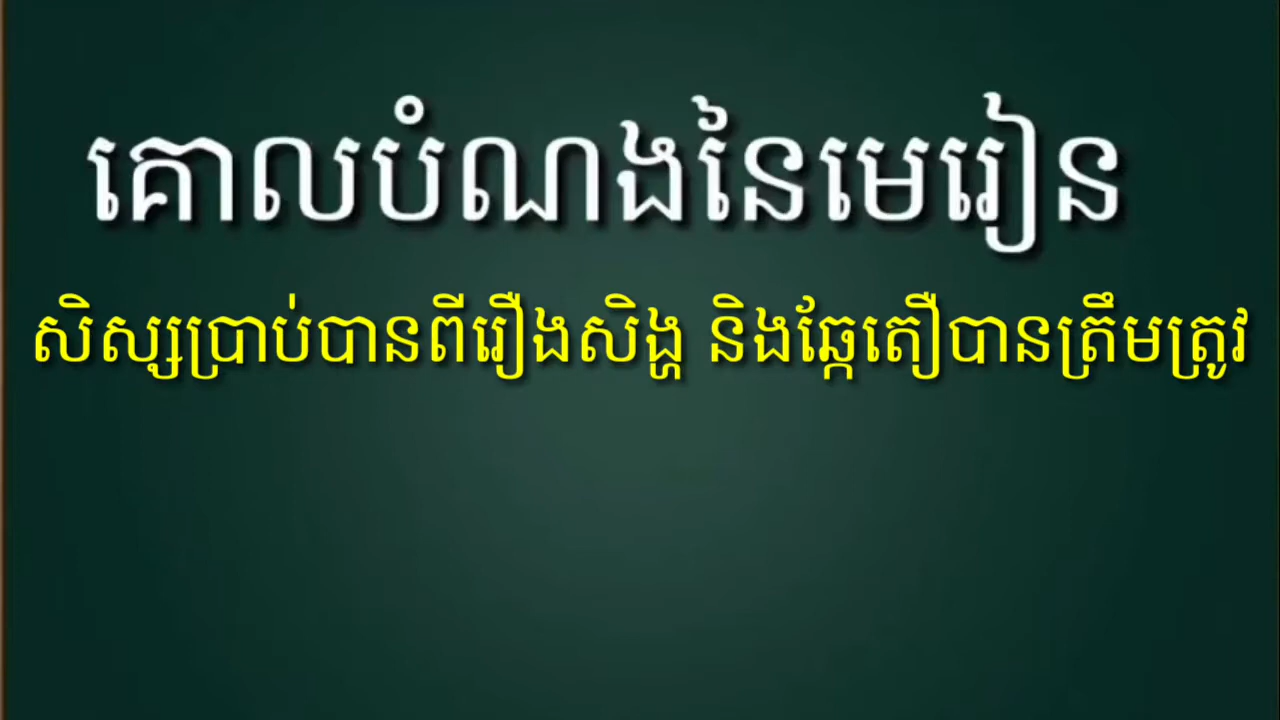 គោលបំណងនៃមេរៀន
សិស្សប្រាប់បានពីរឿងសិង្ហ និងឆ្កែតឿបានត្រឹមត្រូវ